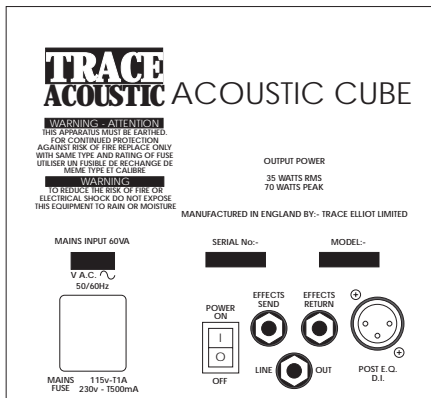 TRACE
ACOUSTIC
ACOUSTIC CUBE
WARNING - ATTENTION
THIS APPARATUS MUST BE EARTHED.
FOR CONTINUED PROTECTION
AGAINST RISK OF FIRE REPLACE ONLY
WITH SAME TYPE AND RATING OF FUSE
UTILISER UN FUSIBLE DE RECHANGE DE
MEME TYPE ET CALIBRE
WARNING
TO REDUCE THE RISK OF FIRE OR
ELECTRICAL SHOCK DO NOT EXPOSE
THIS EQUIPMENT TO RAIN OR MOISTURE
OUTPUT POWER
35 WATTS RMS
70 WATTS PEAK
MANUFACTURED IN ENGLAND BY:- TRACE ELLIOT LIMITED
MAINS INPUT 60VA
V A.C.
50/60Hz
MAINS FUSE
115v-T1A
230v - T500mA
SERIAL No:-
MODEL:-
POWER
ON
I
O
OFF
EFFECTS
SEND
EFFECTS
RETURN
LINE OUT
POST E.Q.
D.I.